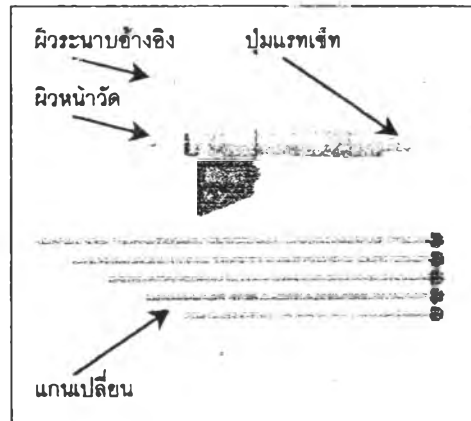 ผิวระนาบอ้างอิง
ปุ่มแรทเช็ท
ผิวหน้าวัด
แกนเปลี่ยน